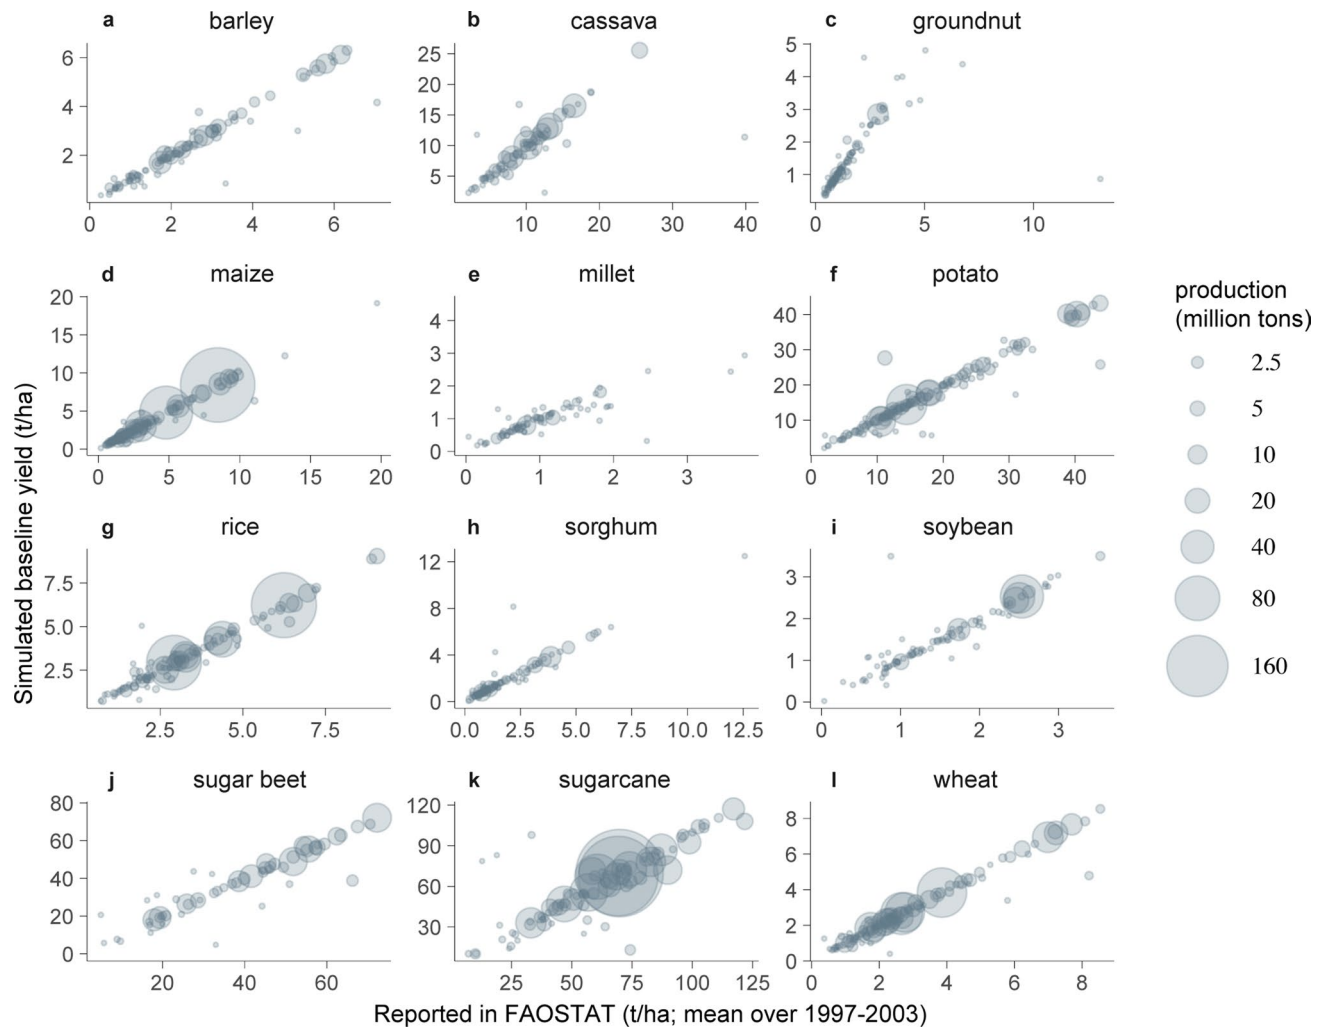 a barley
b cassava
c groundnut
6
4
2
0 2 4 6
25
20
15
10
5
10 20 30 40
5
4
3
2
1
0 5 10
d maize
e millet
f potato
20
15
10
5
0
0 5 10 15 20
4
3
2
1
0
0 1 2 3
40
30
20
10
0 10 20 30 40
g rice
h sorghum
i soybean
7.5
5.0
2.5
2.5 5.0 7.5
12
8
4
0
0.0 2.5 5.0 7.5 10.0 12.5
3
2
1
0
0 1 2 3
j sugar beet
k sugarcane
l wheat
80
60
40
20
0
20 40 60
120
90
60
30
25 50 75 100 125
8
6
4
2
0
0 2 4 6 8
Simulated baseline yield (t/ha)
Reported in FAOSTAT (t/ha; mean over 1997-2003)
production
(million tons)
2.5
5
10
20
40
80
160